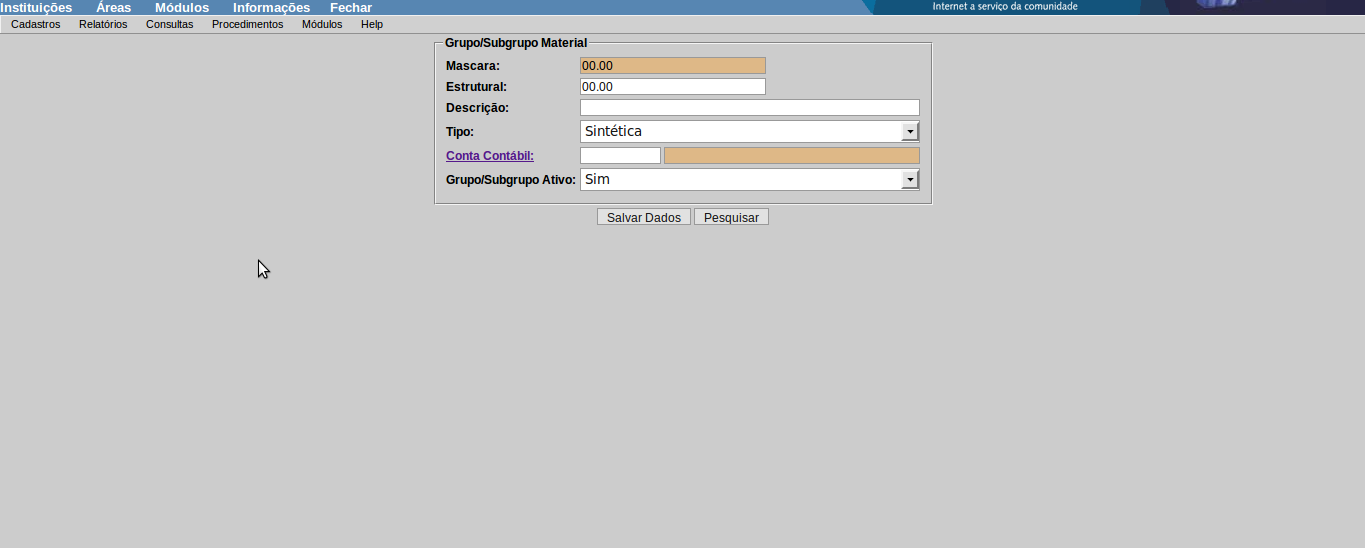 Instituições Áreas Módulos Informações Fechar Internet a serviço da comunidade
Cadastros Relatórios Consultas Procedimentos Módulos Help
Grupo/Subgrupo Material
Mascara: 00.00
Estrutural: 00.00
Descrição:
Tipo: Sintética
Conta Contábil:
Grupo/Subgrupo Ativo: Sim
Salvar Dados Pesquisar